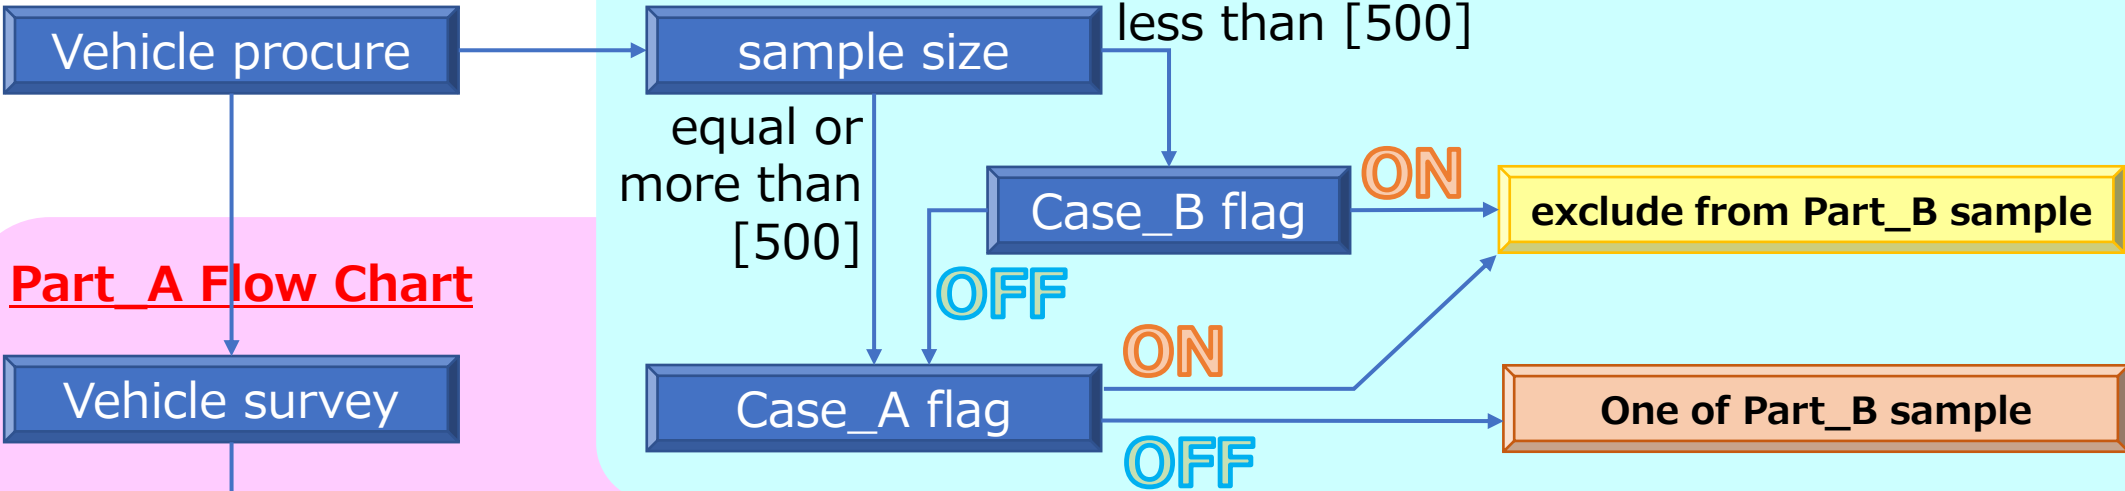 Vehicle procure
sample size
less than [500]
equal or
more than
[500]
Case_B flag
ON
exclude from Part_B sample
OFF
Part_A Flow Chart
Vehicle survey
Case_A flag
ON
OFF
One of Part_B sample